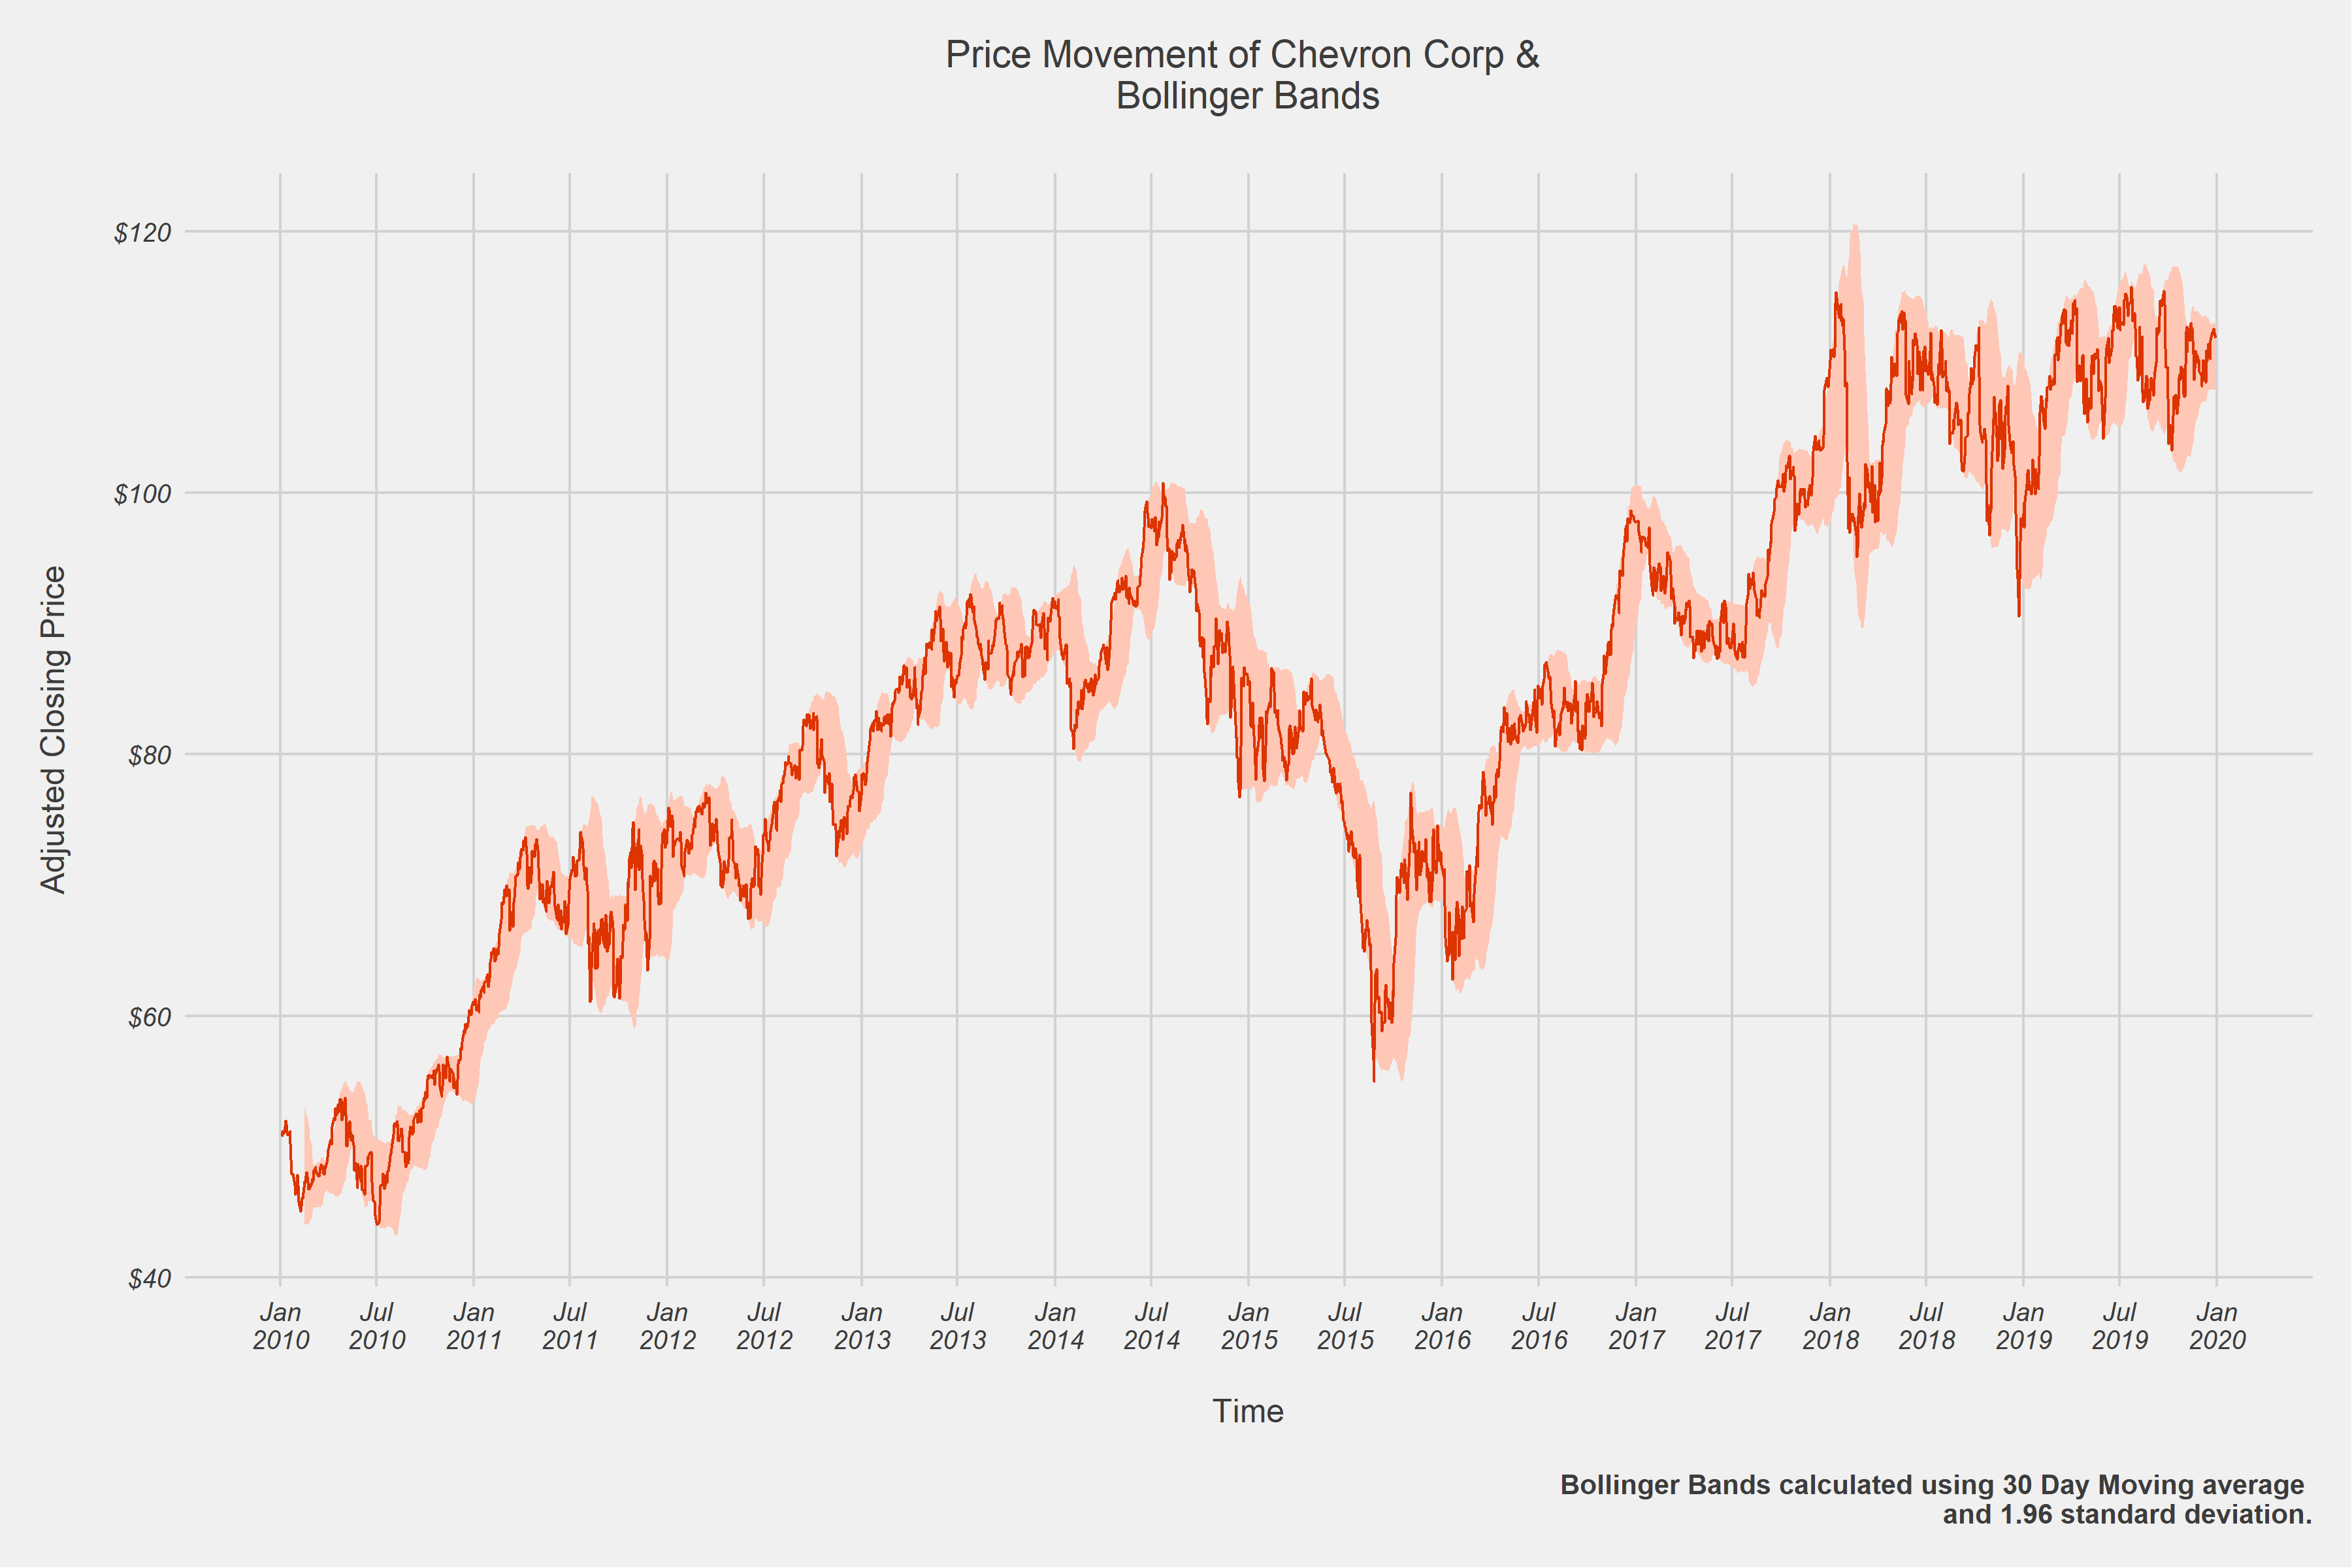 Price Movement of Chevron Corp &
Bollinger Bands
Adjusted Closing Price
$120
$100
$80
$60
$40
Jan Jul Jan Jul Jan Jul Jan Jul Jan Jul Jan Jul Jan Jul Jan Jul Jan Jul Jan Jul Jan
2010 2010 2011 2011 2012 2012 2013 2013 2014 2014 2015 2015 2016 2016 2017 2017 2018 2018 2019 2019 2020
Time
Bollinger Bands calculated using 30 Day Moving average
and 1.96 standard deviation.